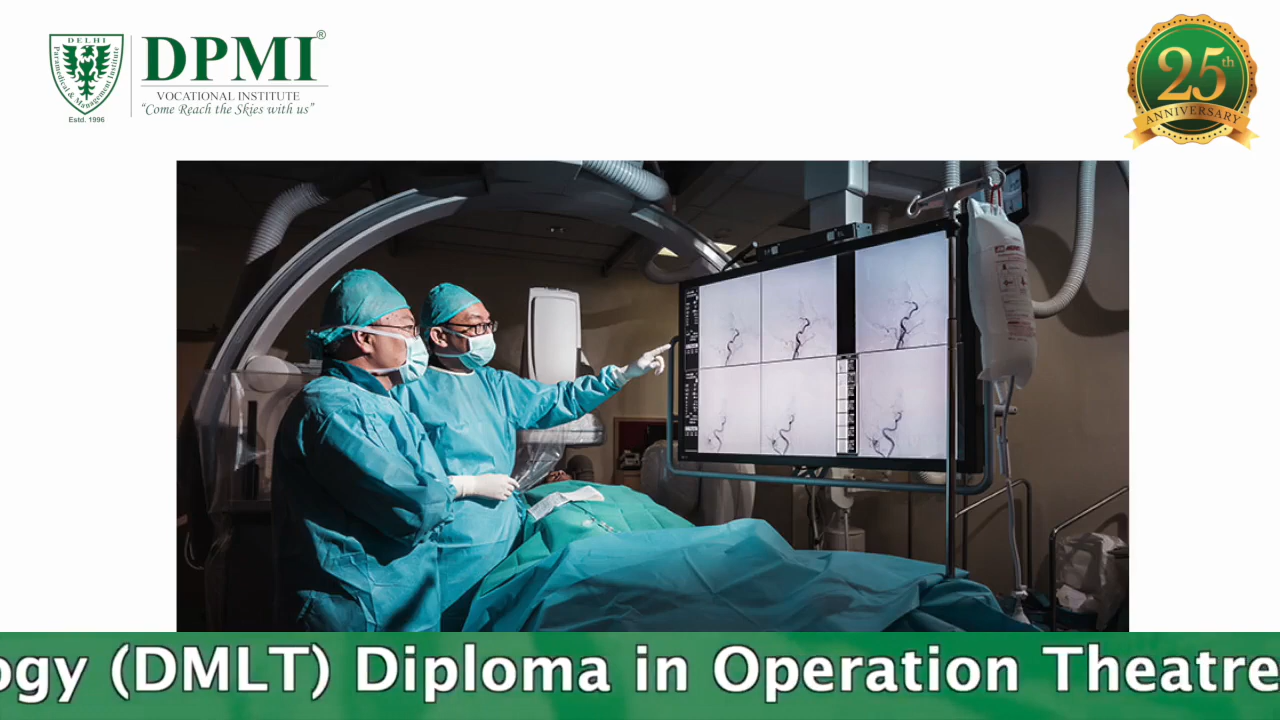 DELHI
Paramedical & Management Institute
Estd. 1996
DPMI®
VOCATIONAL INSTITUTE
“Come Reach the Skies with us”
25th
ANNIVERSARY
ogy (DMLT) Diploma in Operation Theatre